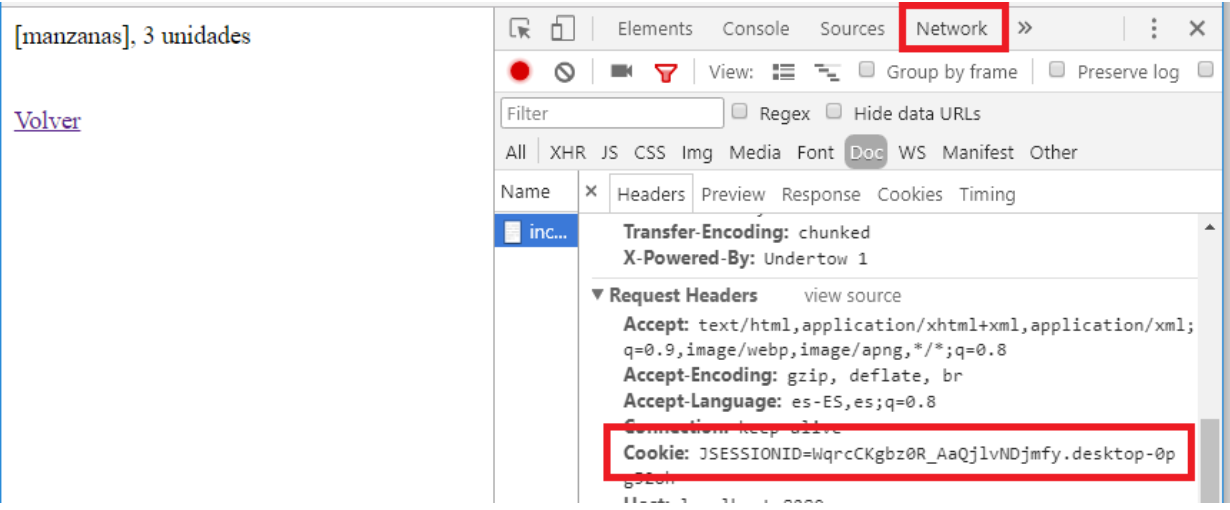 [manzanas], 3 unidades
Volver
Elements Console Sources Network »
View: Group by frame Preserve log
Filter Regex Hide data URLs
All XHR JS CSS Img Media Font Doc WS Manifest Other
Name × Headers Preview Response Cookies Timing
inc...
Transfer-Encoding: chunked
X-Powered-By: Undertow 1
▼ Request Headers view source
Accept: text/html,application/xhtml+xml,application/xml;
q=0.9,image/webp,image/apng,*/*;q=0.8
Accept-Encoding: gzip, deflate, br
Accept-Language: es-ES,es;q=0.8
Connection: keep-alive
Cookie: JSESSIONID=WqrcCKgbz0R_AaQjlvNDjmfy.desktop-0p